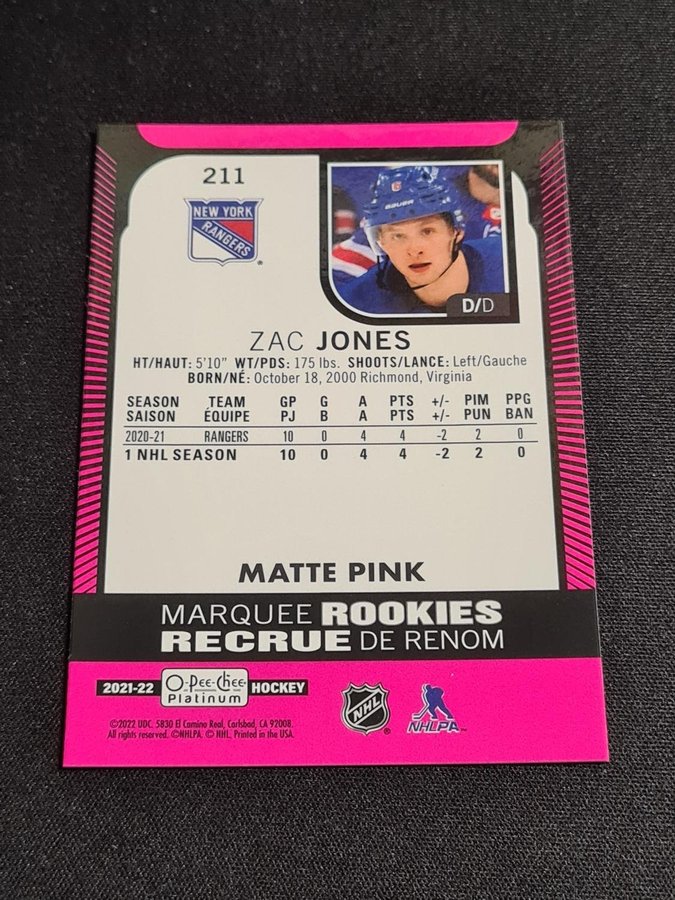 211
NEW YORK
RANGERS
®
6
BAUER
D/D
ZAC JONES
HT/HAUT: 5'10" WT/PDS: 175 lbs. SHOOTS/LANCE: Left/Gauche
BORN/NÉ: October 18, 2000 Richmond, Virginia
SEASON TEAM GP G A PTS +/- PIM PPG
SAISON ÉQUIPE PJ B A PTS +/- PUN BAN
2020-21 RANGERS 10 0 4 4 -2 2 0
1 NHL SEASON 10 0 4 4 -2 2 0
MATTE PINK
MARQUEE ROOKIES
RECRUE DE RENOM
2021-22 O-PEE-CHEE Platinum HOCKEY
NHL
NHLPA
©2022 UDC. 5830 El Camino Real, Carlsbad, CA 92008.
All rights reserved. ©NHLPA. © NHL. Printed in the USA.